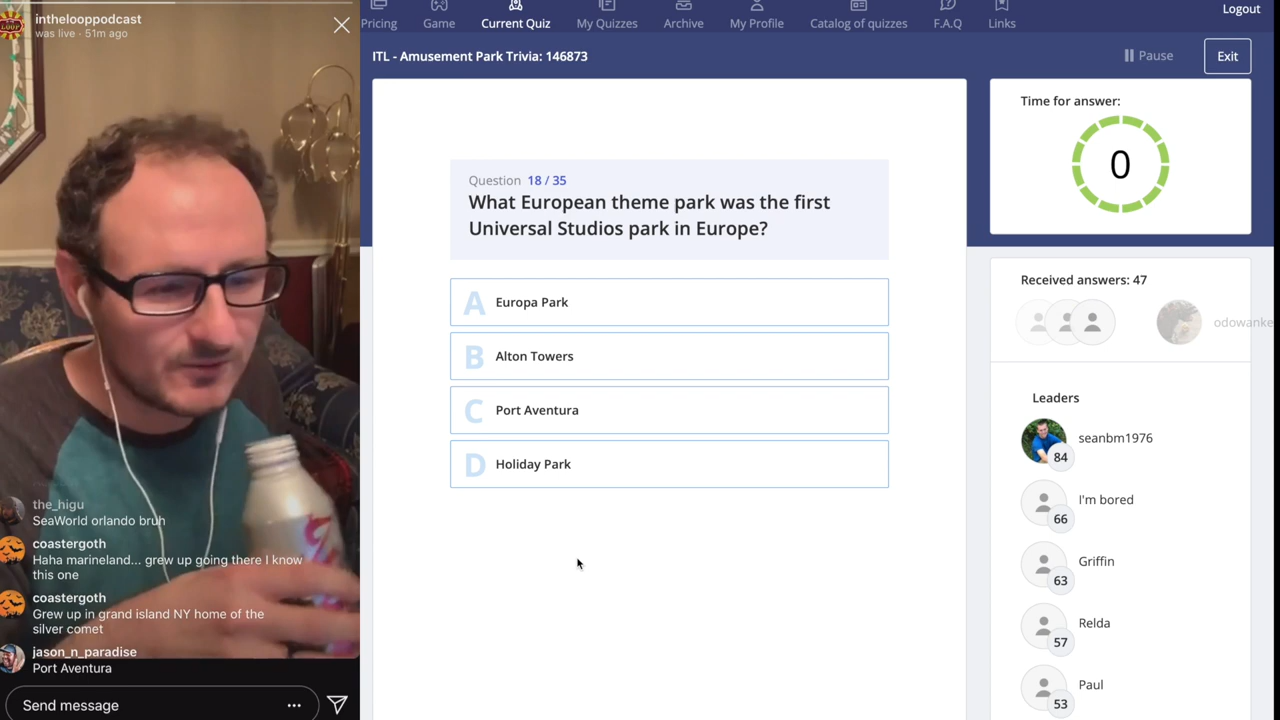 inthelooppodcast
was live · 51m ago
LOOP
the_higu
SeaWorld orlando bruh
coastergoth
Haha marineland... grew up going there I know
this one
coastergoth
Grew up in grand island NY home of the
silver comet
jason_n_paradise
Port Aventura
Send message
Pricing
Game
Current Quiz
My Quizzes
Archive
My Profile
Catalog of quizzes
F.A.Q
Links
Logout
ITL - Amusement Park Trivia: 146873
Pause
Exit
Question 18 / 35
What European theme park was the first
Universal Studios park in Europe?
A Europa Park
B Alton Towers
C Port Aventura
D Holiday Park
Time for answer:
0
Received answers: 47
odowanke
Leaders
seanbm1976
84
I'm bored
66
Griffin
63
Relda
57
Paul
53